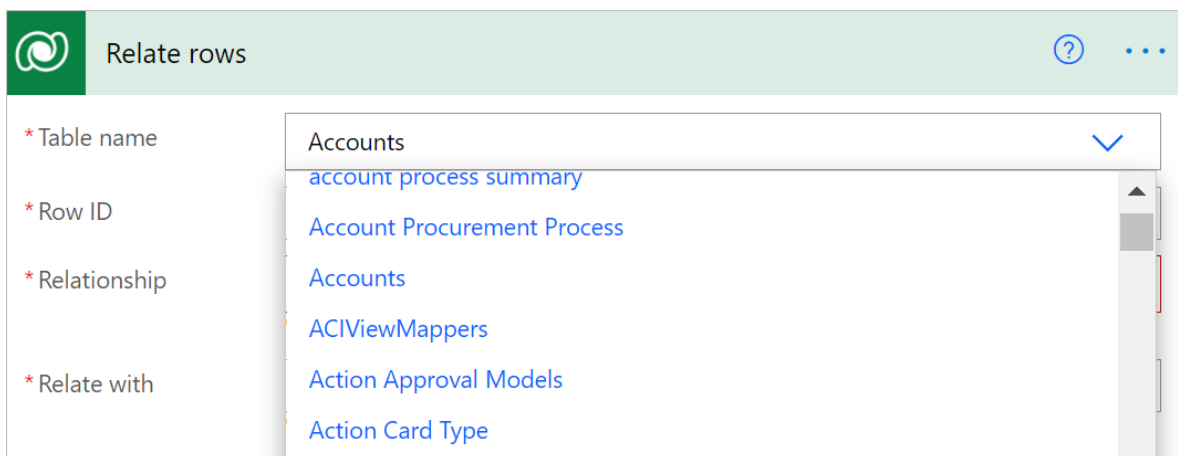 Relate rows
* Table name
Accounts
account process summary
* Row ID
Account Procurement Process
* Relationship
Accounts
ACIViewMappers
* Relate with
Action Approval Models
Action Card Type